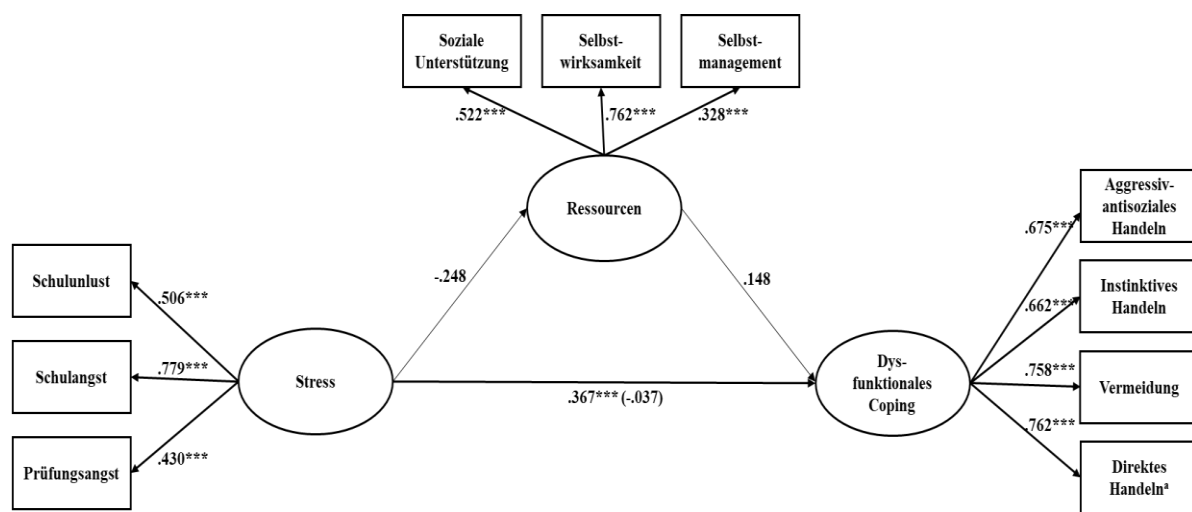 Soziale
Unterstützung
Selbst-
wirksamkeit
Selbst-
management
.522***
.762***
.328***
Ressourcen
Aggressiv-
antisoziales
Handeln
.675***
Schulunlust
.506***
-.248
.148
Instinktives
Handeln
.662***
Schulangst
.779***
Stress
.367*** (-.037)
Dys-
funktionales
Coping
.758***
Vermeidung
.762***
Prüfungsangst
.430***
Direktes
Handelnª